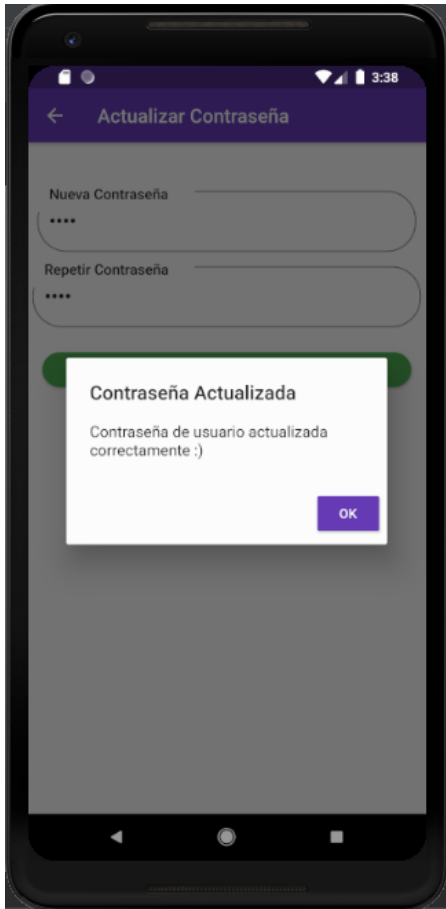 3:38
Actualizar Contraseña
Nueva Contraseña
••••
Repetir Contraseña
••••
Contraseña Actualizada
Contraseña de usuario actualizada
correctamente :)
OK